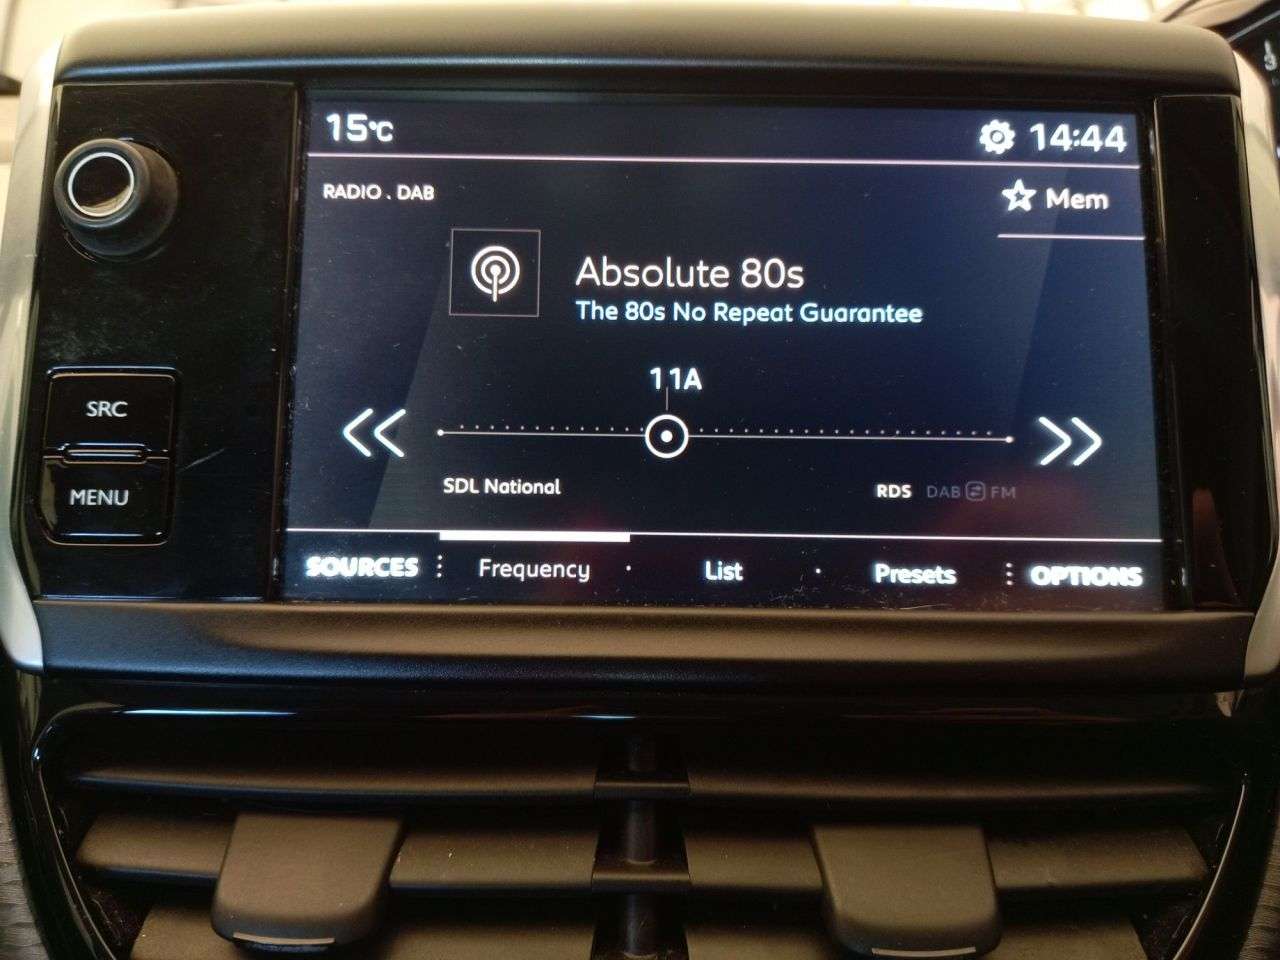 15°C
14:44
RADIO . DAB
Mem
Absolute 80s
The 80s No Repeat Guarantee
11A
SRC
MENU
SDL National
RDS DAB FM
SOURCES
Frequency
List
Presets
OPTIONS